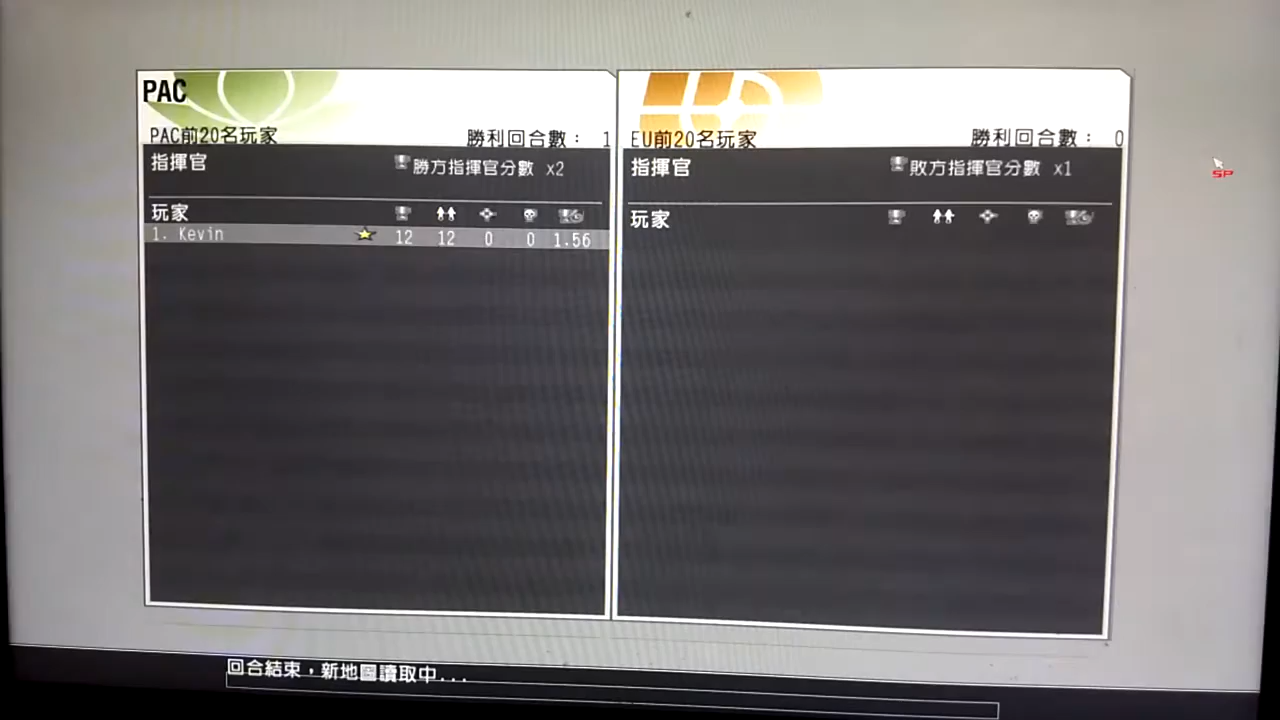 PAC
PAC前20名玩家 勝利回合數： 1
指揮官 勝方指揮官分數 x2
玩家
1. Kevin 12 12 0 0 1.56
EU前20名玩家 勝利回合數： 0
指揮官 敗方指揮官分數 x1
玩家
SP
回合結束，新地圖讀取中...